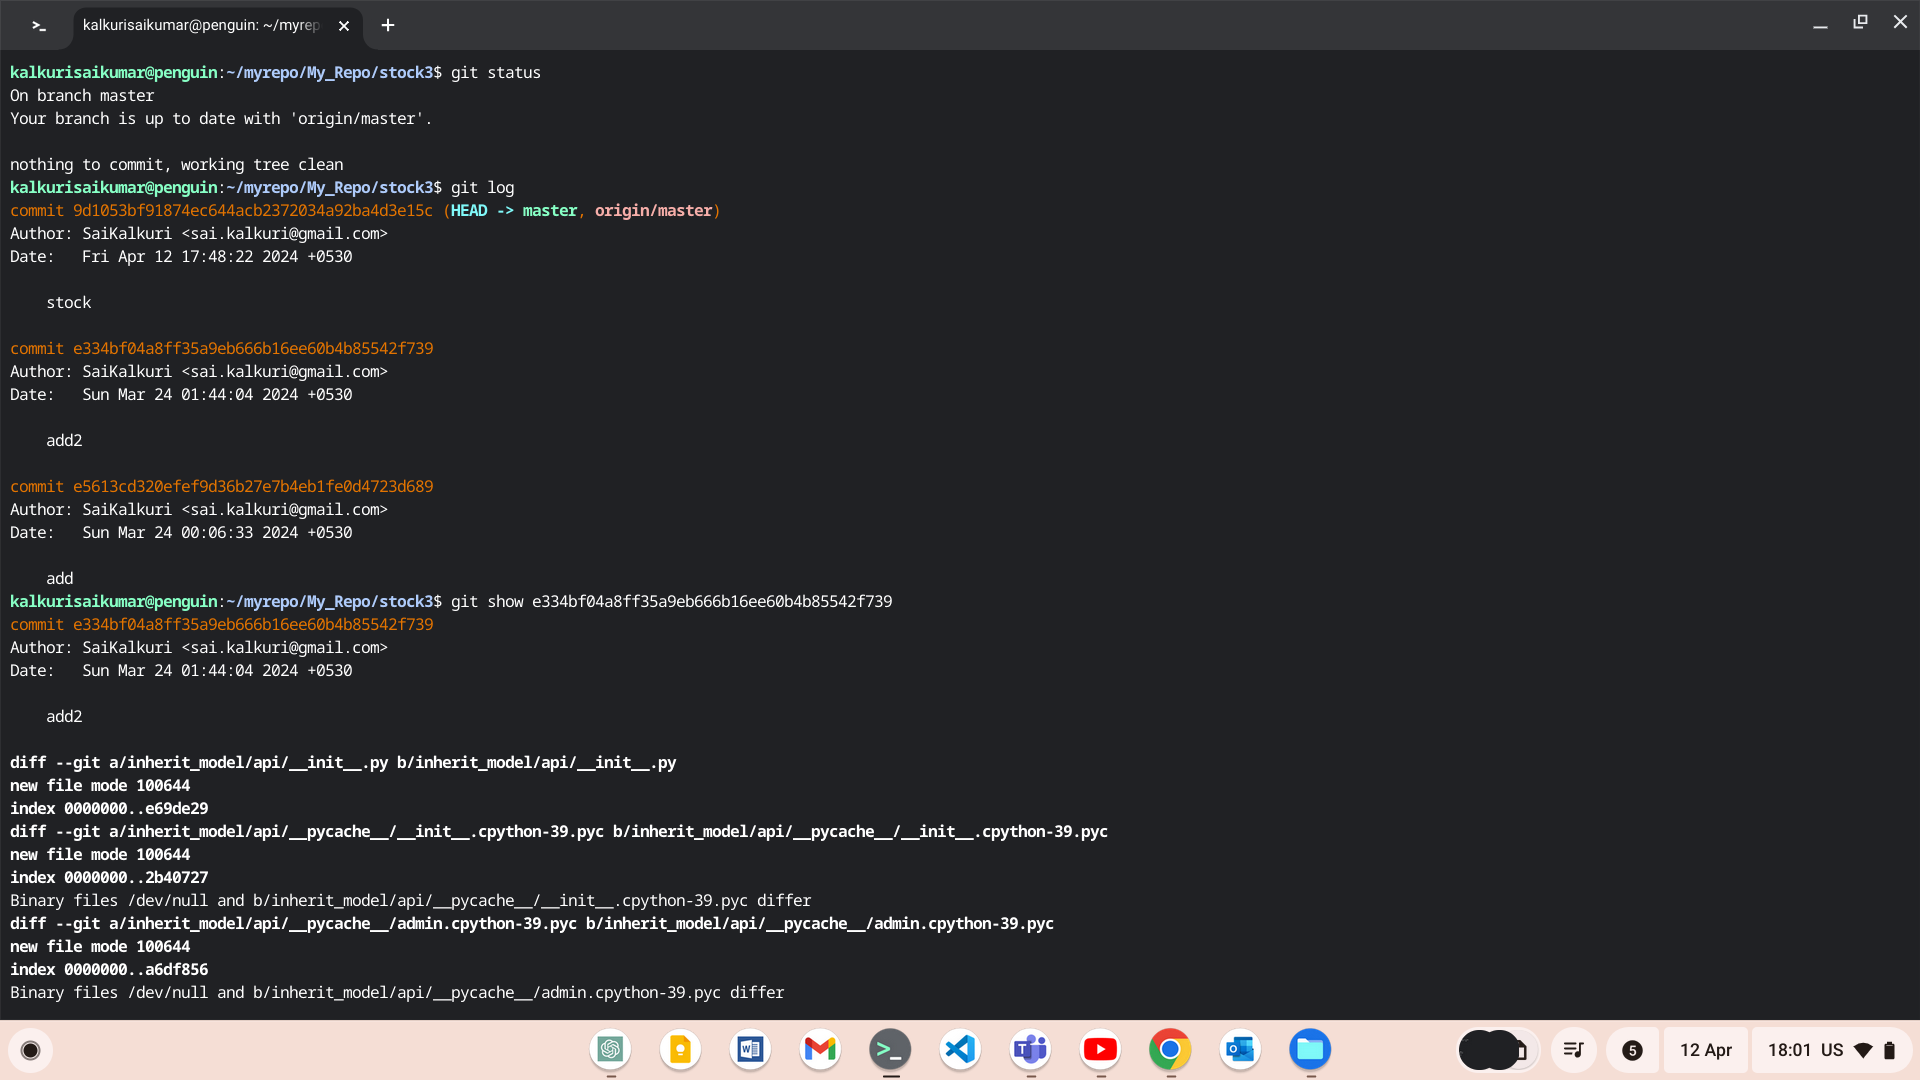 kalkurisaikumar@penguin: ~/myrep
kalkurisaikumar@penguin:~/myrepo/My_Repo/stock3$ git status
On branch master
Your branch is up to date with 'origin/master'.
nothing to commit, working tree clean
kalkurisaikumar@penguin:~/myrepo/My_Repo/stock3$ git log
commit 9d1053bf91874ec644acb2372034a92ba4d3e15c (HEAD -> master, origin/master)
Author: SaiKalkuri <sai.kalkuri@gmail.com>
Date:   Fri Apr 12 17:48:22 2024 +0530
    stock
commit e334bf04a8ff35a9eb666b16ee60b4b85542f739
Author: SaiKalkuri <sai.kalkuri@gmail.com>
Date:   Sun Mar 24 01:44:04 2024 +0530
    add2
commit e5613cd320efef9d36b27e7b4eb1fe0d4723d689
Author: SaiKalkuri <sai.kalkuri@gmail.com>
Date:   Sun Mar 24 00:06:33 2024 +0530
    add
kalkurisaikumar@penguin:~/myrepo/My_Repo/stock3$ git show e334bf04a8ff35a9eb666b16ee60b4b85542f739
commit e334bf04a8ff35a9eb666b16ee60b4b85542f739
Author: SaiKalkuri <sai.kalkuri@gmail.com>
Date:   Sun Mar 24 01:44:04 2024 +0530
    add2
diff --git a/inherit_model/api/__init__.py b/inherit_model/api/__init__.py
new file mode 100644
index 0000000..e69de29
diff --git a/inherit_model/api/__pycache__/__init__.cpython-39.pyc b/inherit_model/api/__pycache__/__init__.cpython-39.pyc
new file mode 100644
index 0000000..2b40727
Binary files /dev/null and b/inherit_model/api/__pycache__/__init__.cpython-39.pyc differ
diff --git a/inherit_model/api/__pycache__/admin.cpython-39.pyc b/inherit_model/api/__pycache__/admin.cpython-39.pyc
new file mode 100644
index 0000000..a6df856
Binary files /dev/null and b/inherit_model/api/__pycache__/admin.cpython-39.pyc differ
5 12 Apr 18:01 US